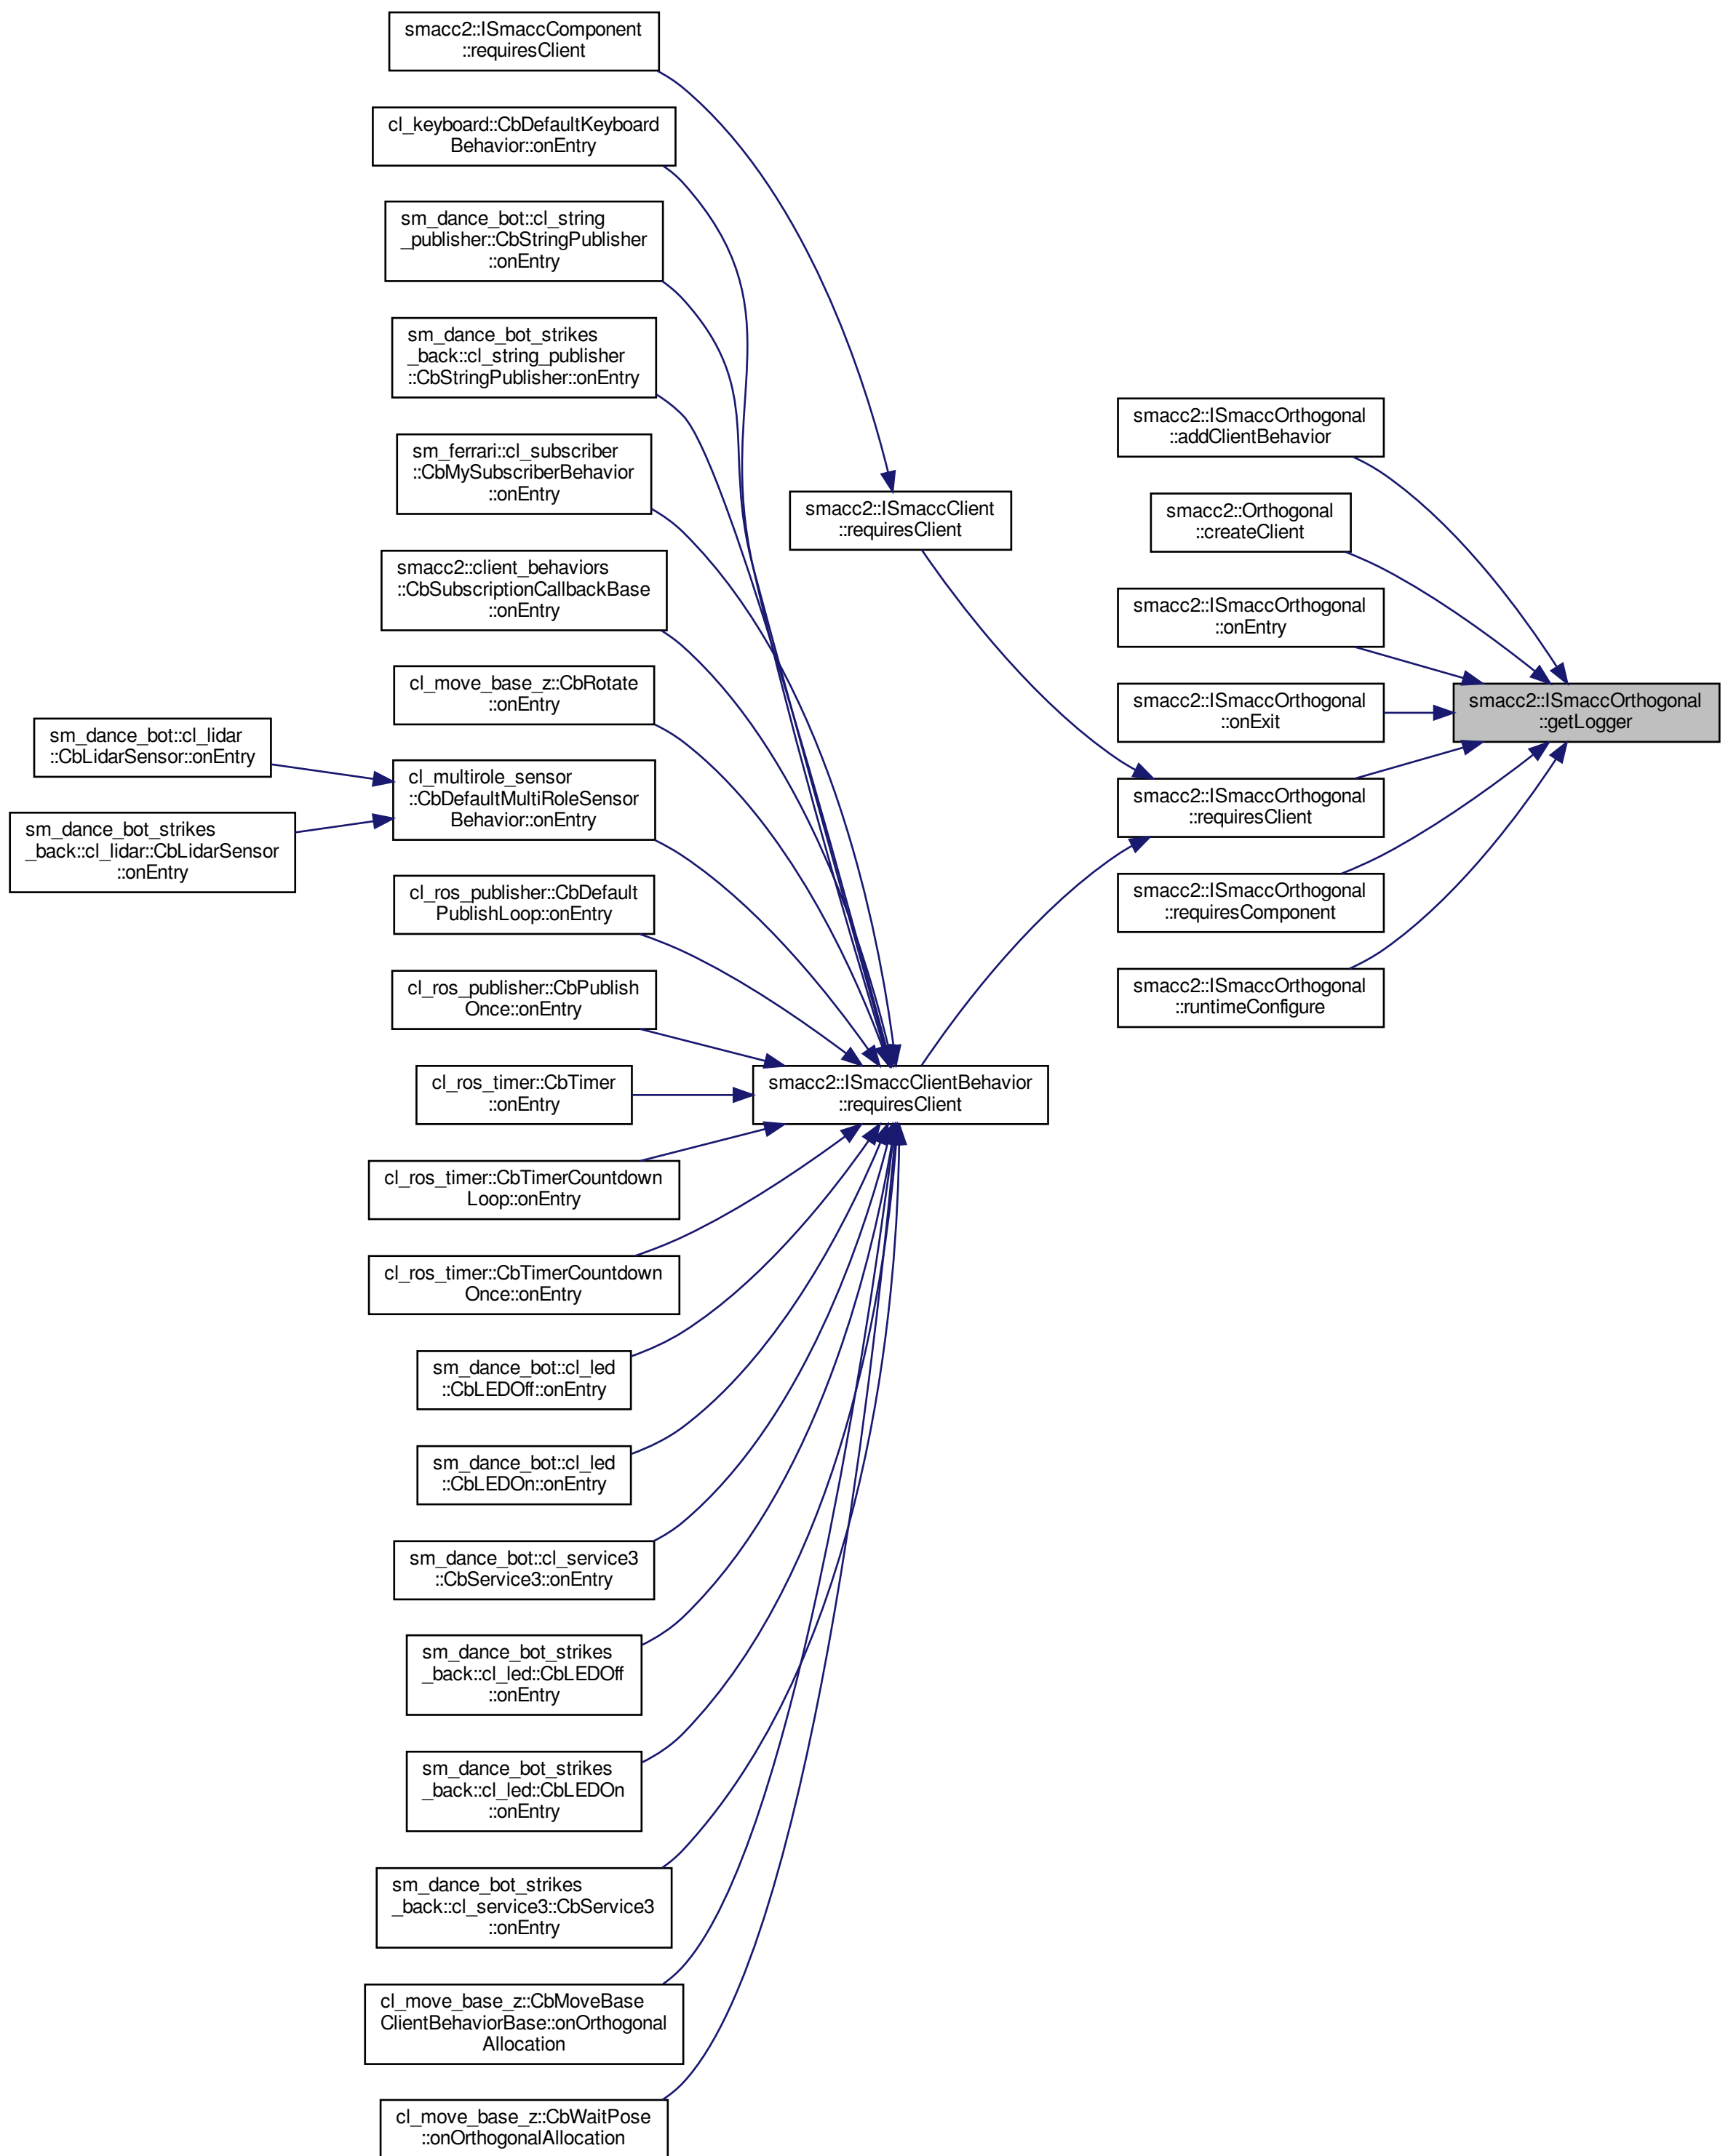 smacc2::ISmaccComponent
::requiresClient
cl_keyboard::CbDefaultKeyboard
Behavior::onEntry
sm_dance_bot::cl_string
_publisher::CbStringPublisher
::onEntry
sm_dance_bot_strikes
_back::cl_string_publisher
::CbStringPublisher::onEntry
sm_ferrari::cl_subscriber
::CbMySubscriberBehavior
::onEntry
smacc2::client_behaviors
::CbSubscriptionCallbackBase
::onEntry
cl_move_base_z::CbRotate
::onEntry
sm_dance_bot::cl_lidar
::CbLidarSensor::onEntry
sm_dance_bot_strikes
_back::cl_lidar::CbLidarSensor
::onEntry
cl_multirole_sensor
::CbDefaultMultiRoleSensor
Behavior::onEntry
cl_ros_publisher::CbDefault
PublishLoop::onEntry
cl_ros_publisher::CbPublish
Once::onEntry
cl_ros_timer::CbTimer
::onEntry
cl_ros_timer::CbTimerCountdown
Loop::onEntry
cl_ros_timer::CbTimerCountdown
Once::onEntry
sm_dance_bot::cl_led
::CbLEDOff::onEntry
sm_dance_bot::cl_led
::CbLEDOn::onEntry
sm_dance_bot::cl_service3
::CbService3::onEntry
sm_dance_bot_strikes
_back::cl_led::CbLEDOff
::onEntry
sm_dance_bot_strikes
_back::cl_led::CbLEDOn
::onEntry
sm_dance_bot_strikes
_back::cl_service3::CbService3
::onEntry
cl_move_base_z::CbMoveBase
ClientBehaviorBase::onOrthogonal
Allocation
cl_move_base_z::CbWaitPose
::onOrthogonalAllocation
smacc2::ISmaccClient
::requiresClient
smacc2::ISmaccClientBehavior
::requiresClient
smacc2::ISmaccOrthogonal
::addClientBehavior
smacc2::Orthogonal
::createClient
smacc2::ISmaccOrthogonal
::onEntry
smacc2::ISmaccOrthogonal
::onExit
smacc2::ISmaccOrthogonal
::requiresClient
smacc2::ISmaccOrthogonal
::requiresComponent
smacc2::ISmaccOrthogonal
::runtimeConfigure
smacc2::ISmaccOrthogonal
::getLogger